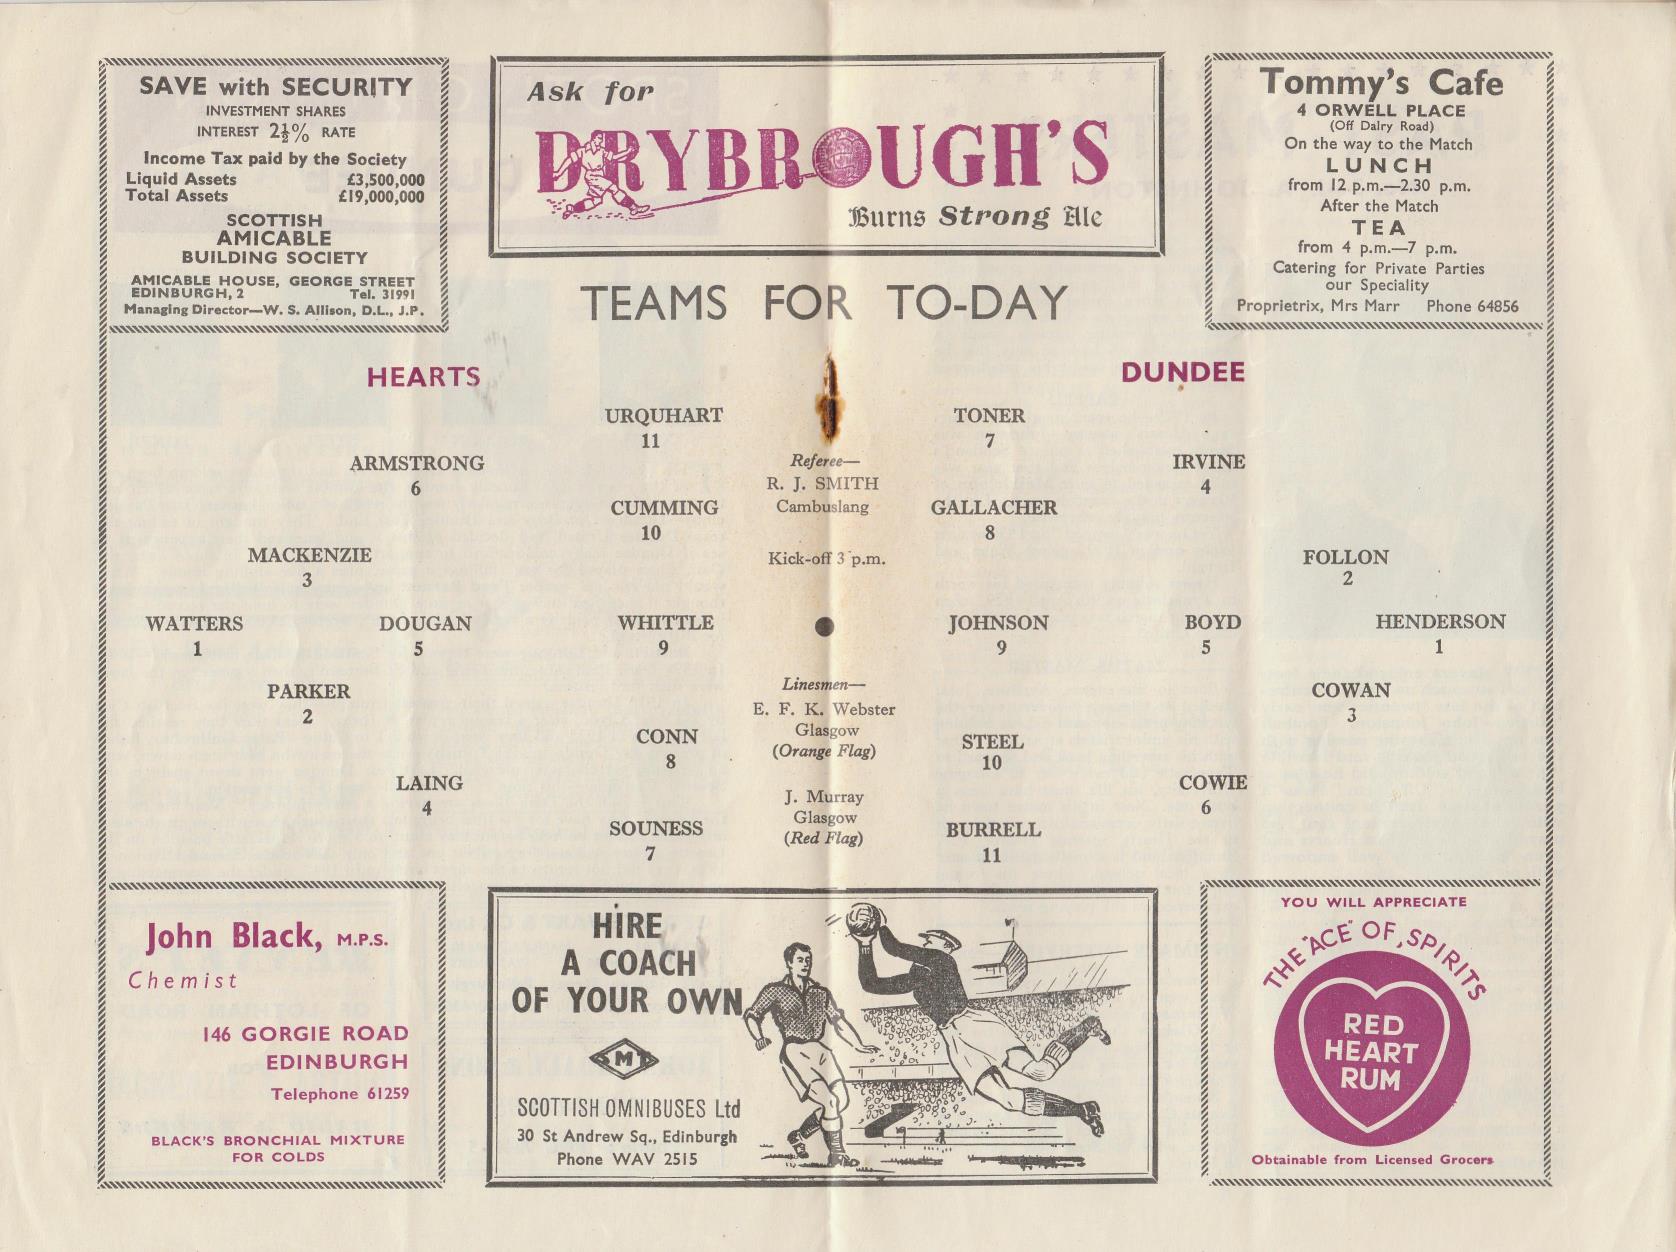 SAVE with SECURITY
INVESTMENT SHARES
INTEREST 2½% RATE
Income Tax paid by the Society
Liquid Assets £3,500,000
Total Assets £19,000,000
SCOTTISH
AMICABLE
BUILDING SOCIETY
AMICABLE HOUSE, GEORGE STREET
EDINBURGH, 2 Tel. 31991
Managing Director—W. S. Allison, D.L., J.P.
Ask for
DRYBROUGH'S
Burns Strong Ale
Tommy's Cafe
4 ORWELL PLACE
(Off Dalry Road)
On the way to the Match
LUNCH
from 12 p.m.—2.30 p.m.
After the Match
TEA
from 4 p.m.—7 p.m.
Catering for Private Parties
our Speciality
Proprietrix, Mrs Marr Phone 64856
TEAMS FOR TO-DAY
HEARTS
URQUHART
11
ARMSTRONG
6
CUMMING
10
MACKENZIE
3
WATTERS
1
DOUGAN
5
WHITTLE
9
PARKER
2
CONN
8
LAING
4
SOUNESS
7
Referee—
R. J. SMITH
Cambuslang
Kick-off 3 p.m.
Linesmen—
E. F. K. Webster
Glasgow
(Orange Flag)
J. Murray
Glasgow
(Red Flag)
DUNDEE
TONER
7
IRVINE
4
GALLACHER
8
FOLLON
2
JOHNSON
9
BOYD
5
HENDERSON
1
COWAN
3
STEEL
10
COWIE
6
BURRELL
11
John Black, M.P.S.
Chemist
146 GORGIE ROAD
EDINBURGH
Telephone 61259
BLACK'S BRONCHIAL MIXTURE
FOR COLDS
HIRE
A COACH
OF YOUR OWN
SMT
SCOTTISH OMNIBUSES Ltd
30 St Andrew Sq., Edinburgh
Phone WAV 2515
YOU WILL APPRECIATE
THE "ACE" OF SPIRITS
RED
HEART
RUM
Obtainable from Licensed Grocers